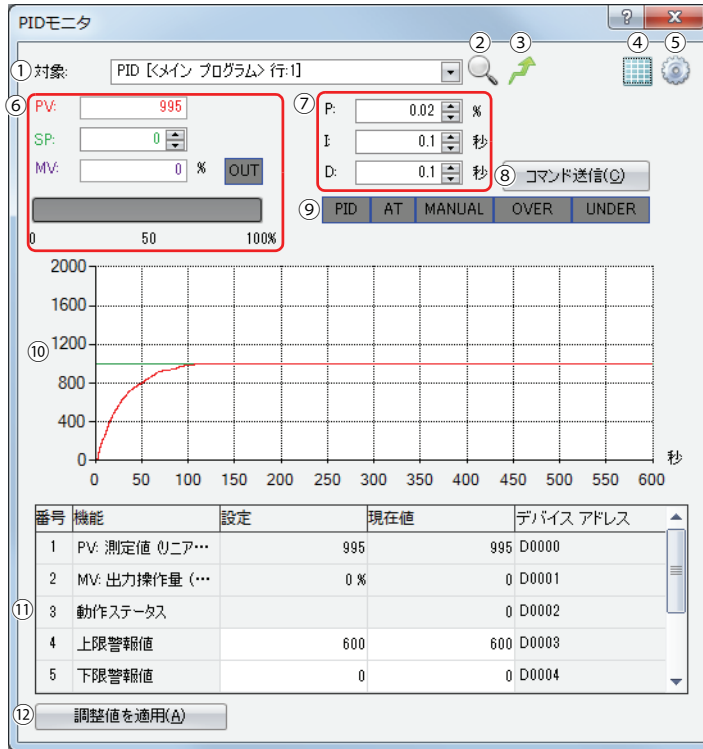 PIDモニタ
② ③ ④ ⑤
① 対象: PID [<メイン プログラム> 行:1]
⑥ PV: 995
SP: 0
MV: 0 % OUT
0 50 100%
⑦ P: 0.02 %
I: 0.1 秒
D: 0.1 秒
⑧ コマンド送信(C)
⑨ PID AT MANUAL OVER UNDER
⑩
2000
1600
1200
800
400
0
0 50 100 150 200 250 300 350 400 450 500 550 600
秒
⑪
番号 機能 設定 現在値 デバイス アドレス
1 PV: 測定値 (リニア… 995 995 D0000
2 MV: 出力操作量 (… 0 % 0 D0001
3 動作ステータス 0 D0002
4 上限警報値 600 600 D0003
5 下限警報値 0 0 D0004
⑫ 調整値を適用(A)